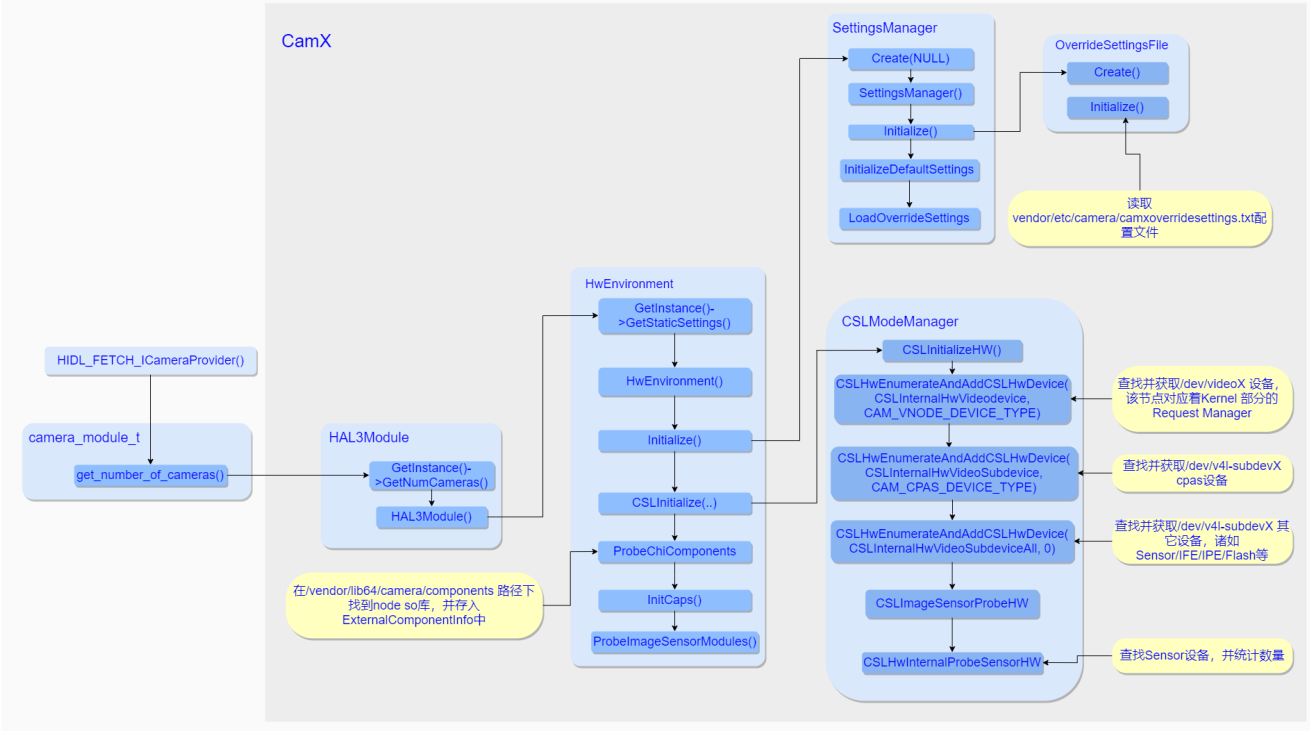 CamX
HIDL_FETCH_ICameraProvider()
camera_module_t
get_number_of_cameras()
HAL3Module
GetInstance()-
>GetNumCameras()
HAL3Module()
在/vendor/lib64/camera/components 路径下
找到node so库，并存入
ExternalComponentInfo中
HwEnvironment
GetInstance()-
>GetStaticSettings()
HwEnvironment()
Initialize()
CSLInitialize(..)
ProbeChiComponents
InitCaps()
ProbeImageSensorModules()
SettingsManager
Create(NULL)
SettingsManager()
Initialize()
InitializeDefaultSettings
LoadOverrideSettings
OverrideSettingsFile
Create()
Initialize()
读取
vendor/etc/camera/camxoverridesettings.txt配
置文件
CSLModeManager
CSLInitializeHW()
CSLHwEnumerateAndAddCSLHwDevice(
CSLInternalHwVideodevice,
CAM_VNODE_DEVICE_TYPE)
CSLHwEnumerateAndAddCSLHwDevice(
CSLInternalHwVideoSubdevice,
CAM_CPAS_DEVICE_TYPE)
CSLHwEnumerateAndAddCSLHwDevice(
CSLInternalHwVideoSubdeviceAll, 0)
CSLImageSensorProbeHW
CSLHwInternalProbeSensorHW
查找并获取/dev/videoX 设备，
该节点对应着Kernel 部分的
Request Manager
查找并获取/dev/v4l-subdevX
cpas设备
查找并获取/dev/v4l-subdevX 其
它设备，诸如
Sensor/IFE/IPE/Flash等
查找Sensor设备，并统计数量